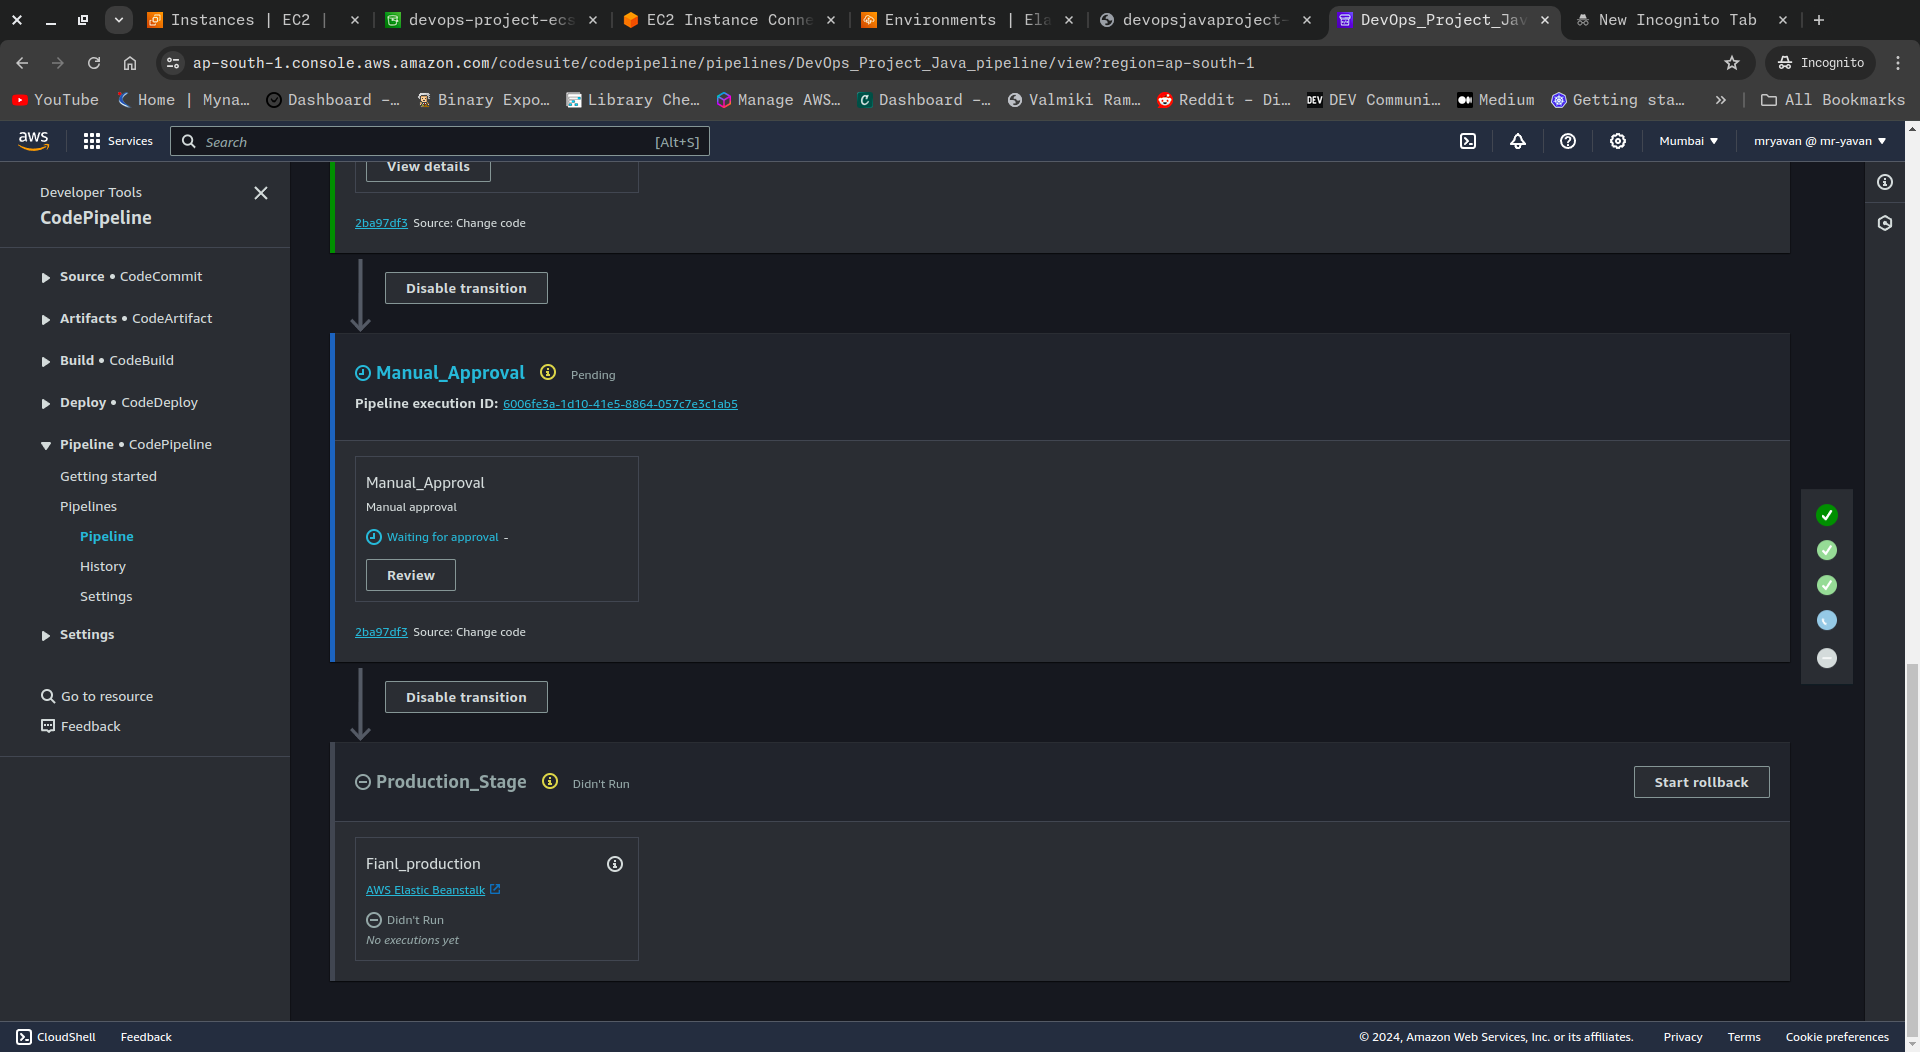 Instances | EC2 |
devops-project-ecs
EC2 Instance Conne
Environments | Ela
devopsjavaproject-
DevOps_Project_Jav
New Incognito Tab
ap-south-1.console.aws.amazon.com/codesuite/codepipeline/pipelines/DevOps_Project_Java_pipeline/view?region=ap-south-1
Incognito
YouTube
Home | Myna…
Dashboard –…
Binary Expo…
Library Che…
Manage AWS…
Dashboard –…
Valmiki Ram…
Reddit – Di…
DEV DEV Communi…
Medium
Getting sta…
All Bookmarks
aws
Services
Search
[Alt+S]
Mumbai
mryavan @ mr-yavan
Developer Tools
CodePipeline
Source • CodeCommit
Artifacts • CodeArtifact
Build • CodeBuild
Deploy • CodeDeploy
Pipeline • CodePipeline
Getting started
Pipelines
Pipeline
History
Settings
Settings
Go to resource
Feedback
View details
2ba97df3 Source: Change code
Disable transition
Manual_Approval Pending
Pipeline execution ID: 6006fe3a-1d10-41e5-8864-057c7e3c1ab5
Manual_Approval
Manual approval
Waiting for approval -
Review
2ba97df3 Source: Change code
Disable transition
Production_Stage Didn't Run
Start rollback
Fianl_production
AWS Elastic Beanstalk
Didn't Run
No executions yet
CloudShell
Feedback
© 2024, Amazon Web Services, Inc. or its affiliates.
Privacy
Terms
Cookie preferences